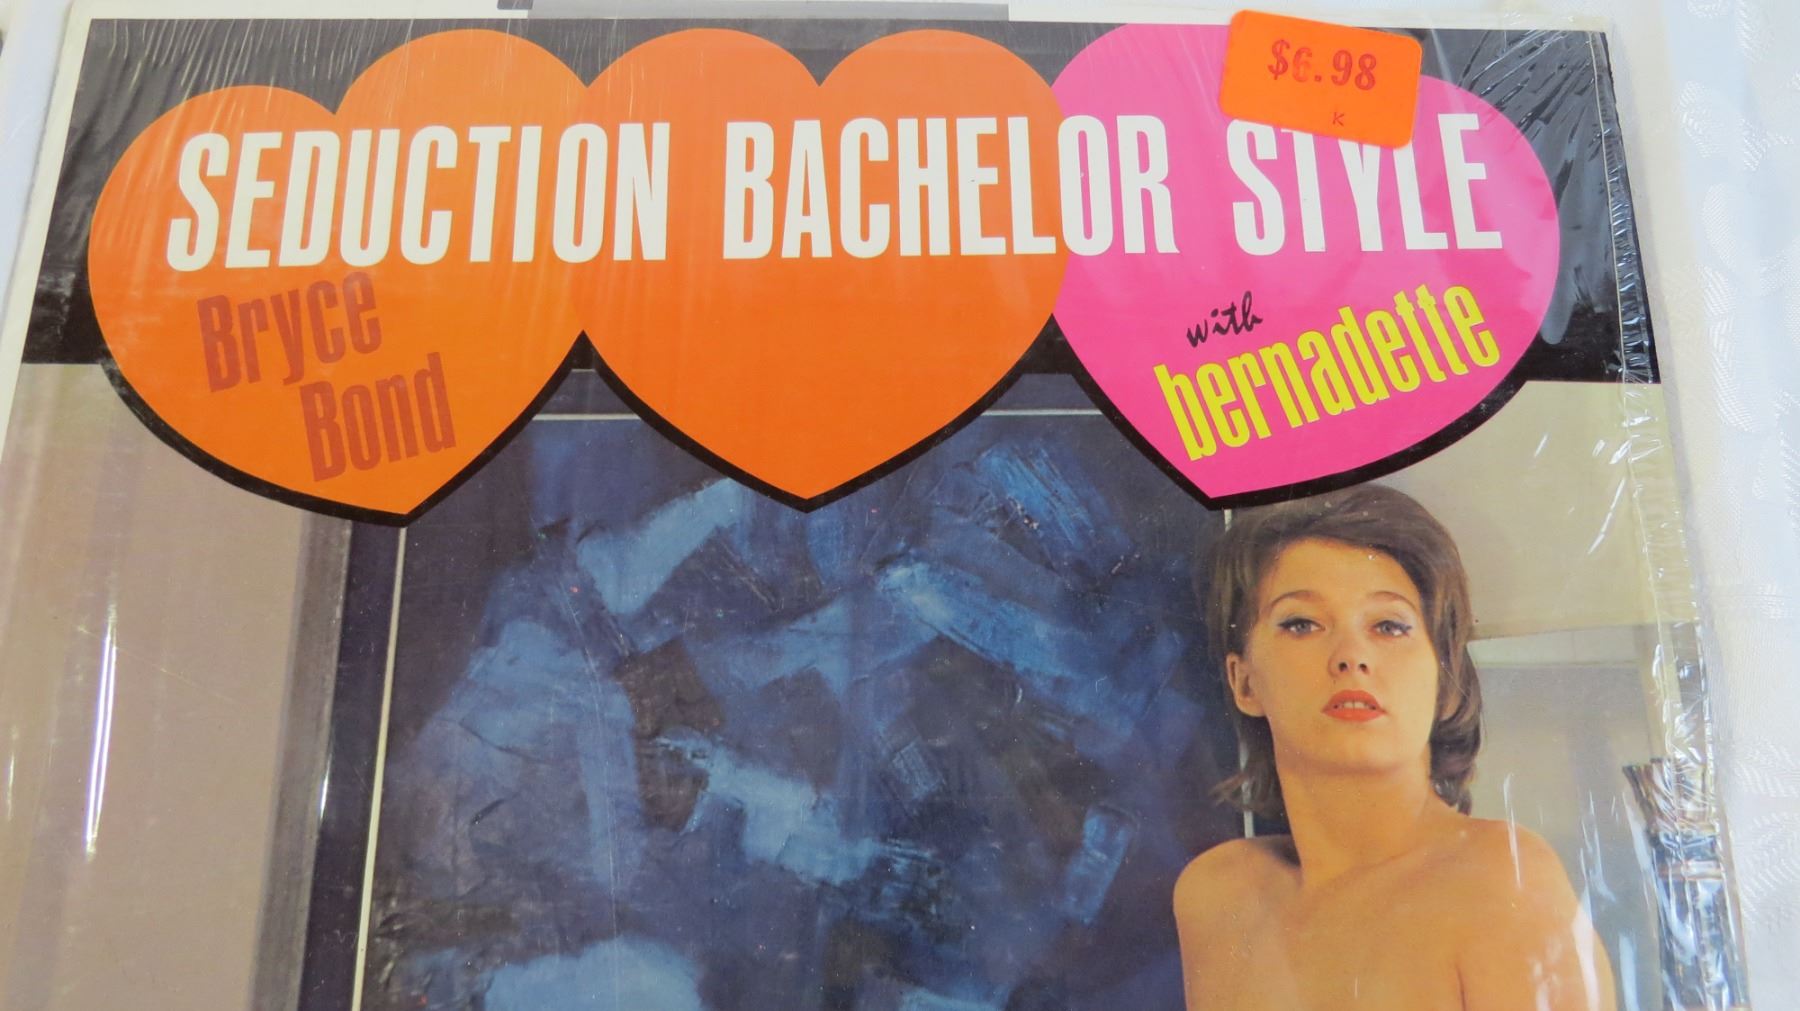 $6.98
K
SEDUCTION BACHELOR STYLE
Bryce
Bond
with
bernadette